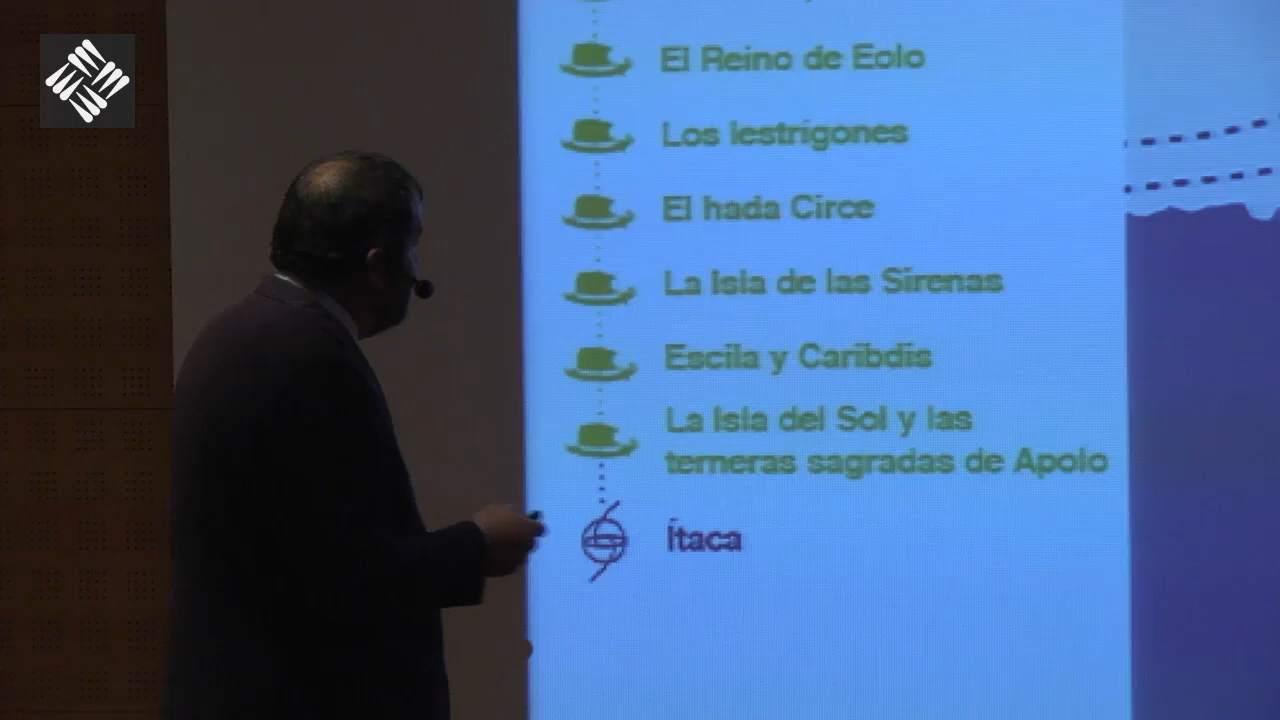 El Reino de Eolo
Los lestrigones
El hada Circe
La Isla de las Sirenas
Escila y Caribdis
La Isla del Sol y las
terneras sagradas de Apolo
Ítaca